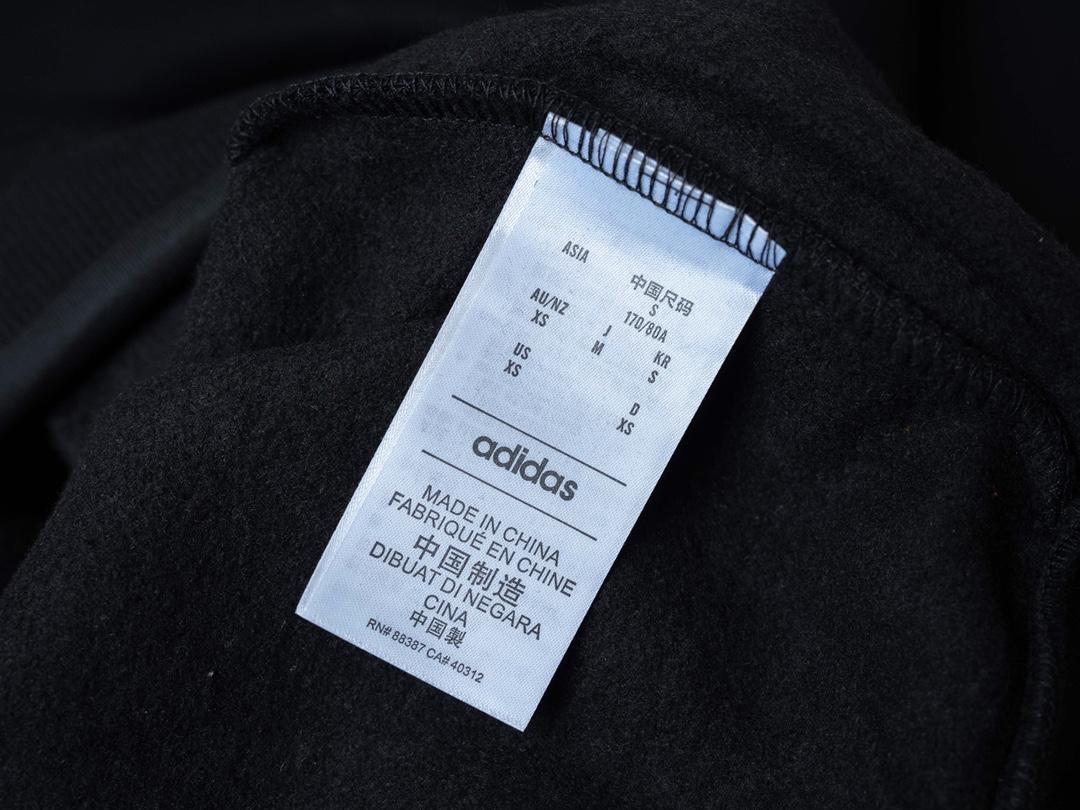 ASIA 中国尺码
S
AU/NZ J 170/80A
XS M KR
US S
XS D
XS
adidas
MADE IN CHINA
FABRIQUÉ EN CHINE
中国制造
DIBUAT DI NEGARA
CINA
中国製
RN# 88387 CA# 40312